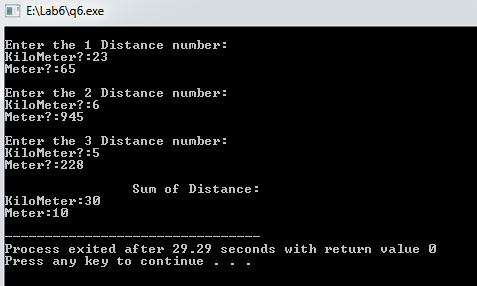 E:\Lab6\q6.exe
Enter the 1 Distance number:
KiloMeter?:23
Meter?:65
Enter the 2 Distance number:
KiloMeter?:6
Meter?:945
Enter the 3 Distance number:
KiloMeter?:5
Meter?:228
Sum of Distance:
KiloMeter:30
Meter:10
--------------------------------
Process exited after 29.29 seconds with return value 0
Press any key to continue . . .